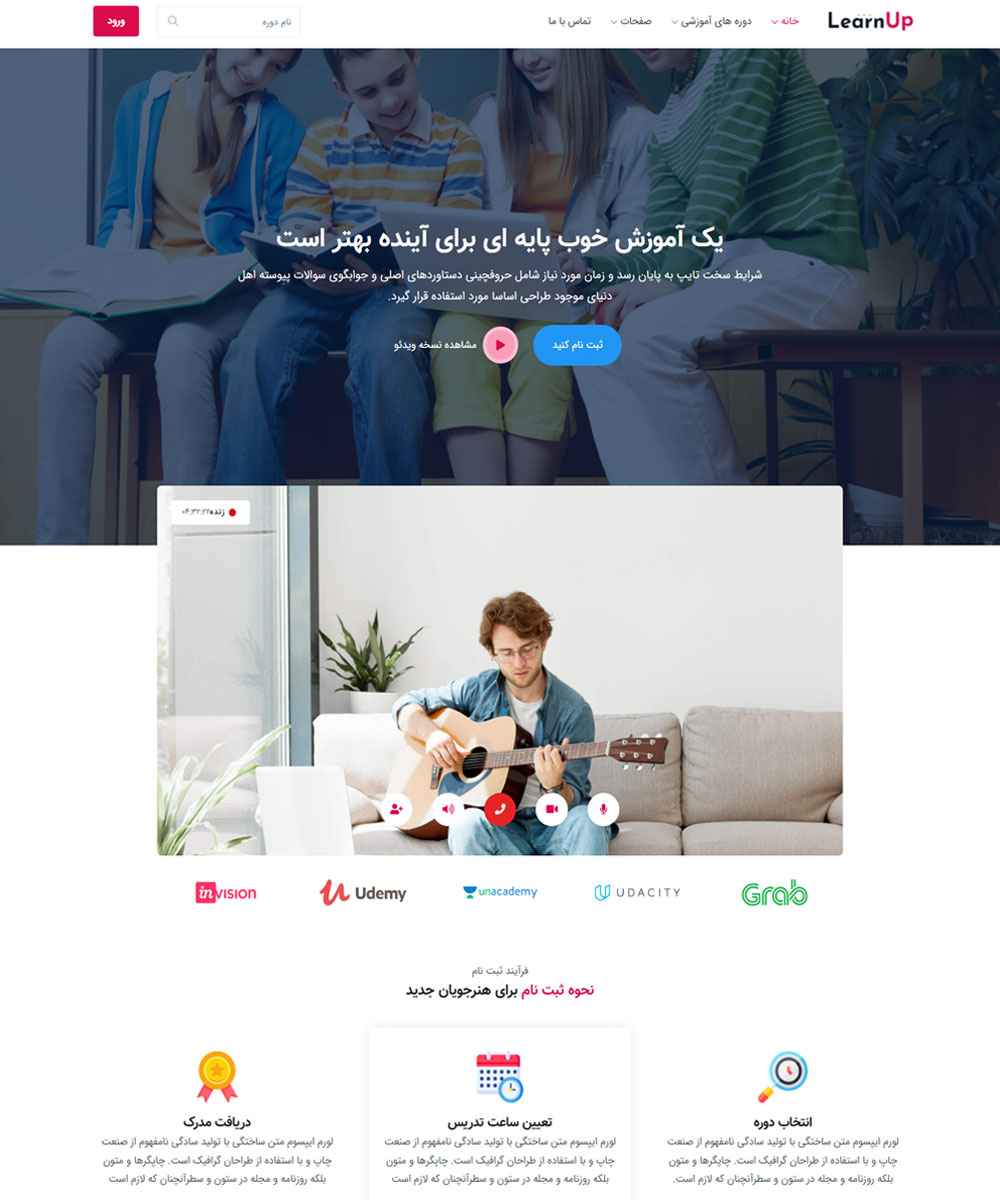 LearnUp
خانه
دوره های آموزشی
صفحات
تماس با ما
نام دوره
ورود
یک آموزش خوب پایه ای برای آینده بهتر است
شرایط سخت تایپ به پایان رسد و زمان مورد نیاز شامل حروفچینی دستاوردهای اصلی و جوابگوی سوالات پیوسته اهل
دنیای موجود طراحی اساسا مورد استفاده قرار گیرد.
ثبت نام کنید
مشاهده نسخه ویدئو
زنده ۰۴:۳۲:۲۲
Grab
UDACITY
unacademy
Udemy
invision
فرآیند ثبت نام
نحوه ثبت نام برای هنرجویان جدید
انتخاب دوره
لورم ایپسوم متن ساختگی با تولید سادگی نامفهوم از صنعت
چاپ و با استفاده از طراحان گرافیک است. چاپگرها و متون
بلکه روزنامه و مجله در ستون و سطرآنچنان که لازم است.
تعیین ساعت تدریس
لورم ایپسوم متن ساختگی با تولید سادگی نامفهوم از صنعت
چاپ و با استفاده از طراحان گرافیک است. چاپگرها و متون
بلکه روزنامه و مجله در ستون و سطرآنچنان که لازم است
دریافت مدرک
لورم ایپسوم متن ساختگی با تولید سادگی نامفهوم از صنعت
چاپ و با استفاده از طراحان گرافیک است. چاپگرها و متون
بلکه روزنامه و مجله در ستون و سطرآنچنان که لازم است